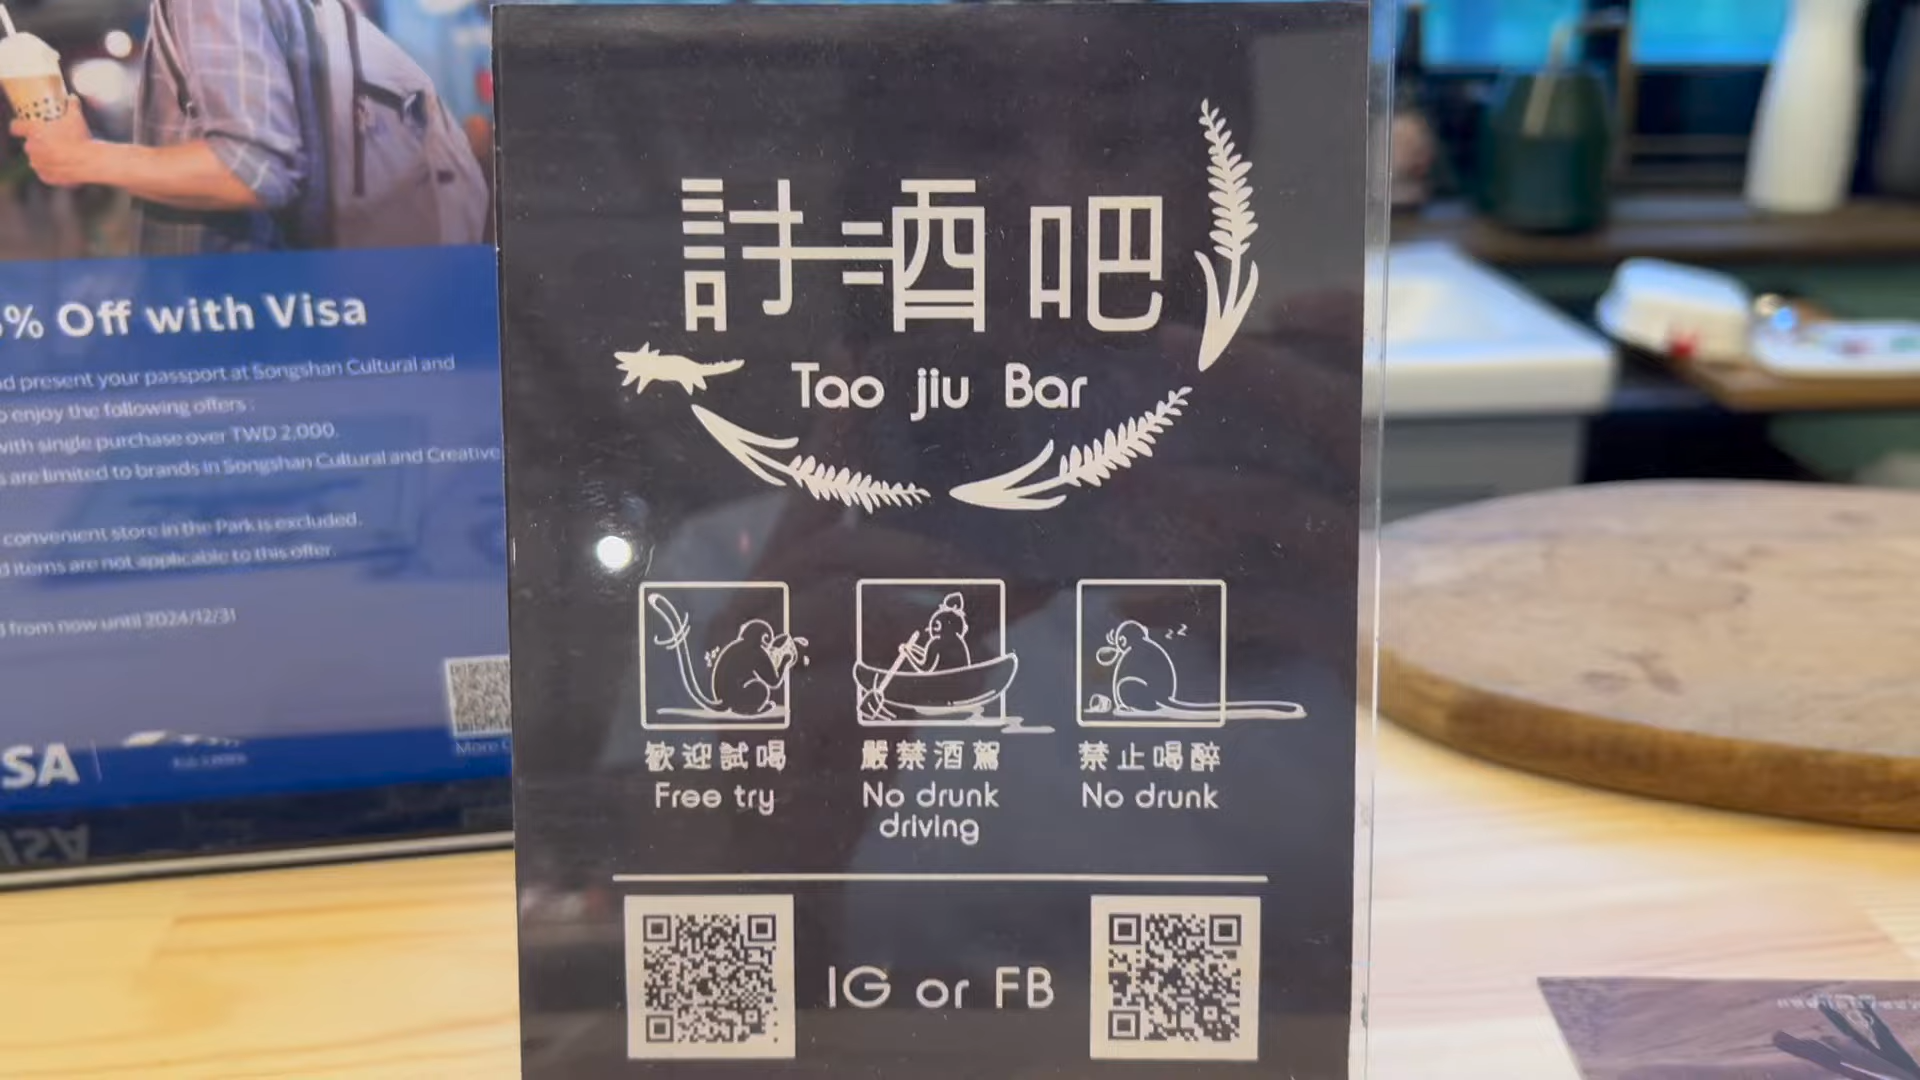 % Off with Visa
d present your passport at Songshan Cultural and
o enjoy the following offers :
with single purchase over TWD 2,000.
s are limited to brands in Songshan Cultural and Creative
convenient store in the Park is excluded.
d items are not applicable to this offer.
from now until 2024/12/31
SA
More
討酒吧
Tao jiu Bar
zz
歡迎試喝
Free try
嚴禁酒駕
No drunk
driving
禁止喝醉
No drunk
IG or FB